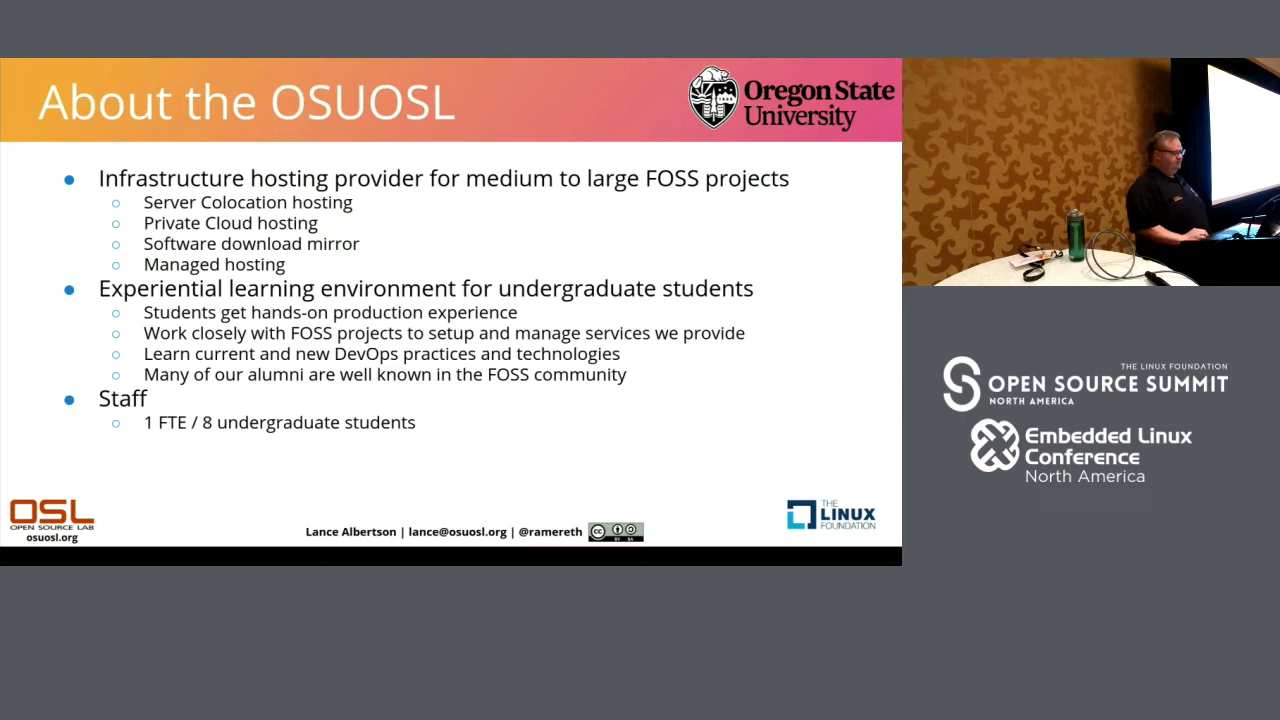 About the OSUOSL
Oregon State
University
Infrastructure hosting provider for medium to large FOSS projects
Server Colocation hosting
Private Cloud hosting
Software download mirror
Managed hosting
Experiential learning environment for undergraduate students
Students get hands-on production experience
Work closely with FOSS projects to setup and manage services we provide
Learn current and new DevOps practices and technologies
Many of our alumni are well known in the FOSS community
Staff
1 FTE / 8 undergraduate students
OSL
OPEN SOURCE LAB
osuosl.org
Lance Albertson | lance@osuosl.org | @ramereth
CC
BY SA
THE
LINUX
FOUNDATION
THE LINUX FOUNDATION
OPEN SOURCE SUMMIT
NORTH AMERICA
Embedded Linux
Conference
North America